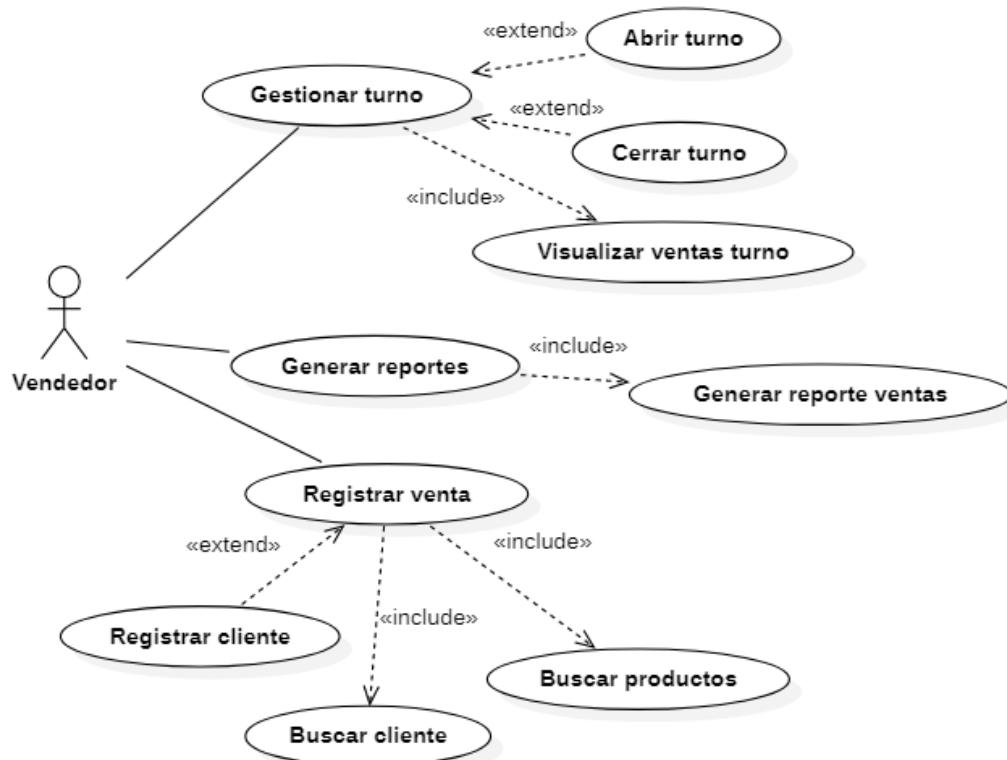 «extend»
Abrir turno
Gestionar turno
«extend»
Cerrar turno
«include»
Visualizar ventas turno
Vendedor
Generar reportes
«include»
Generar reporte ventas
Registrar venta
«extend»
«include»
«include»
Registrar cliente
Buscar productos
Buscar cliente